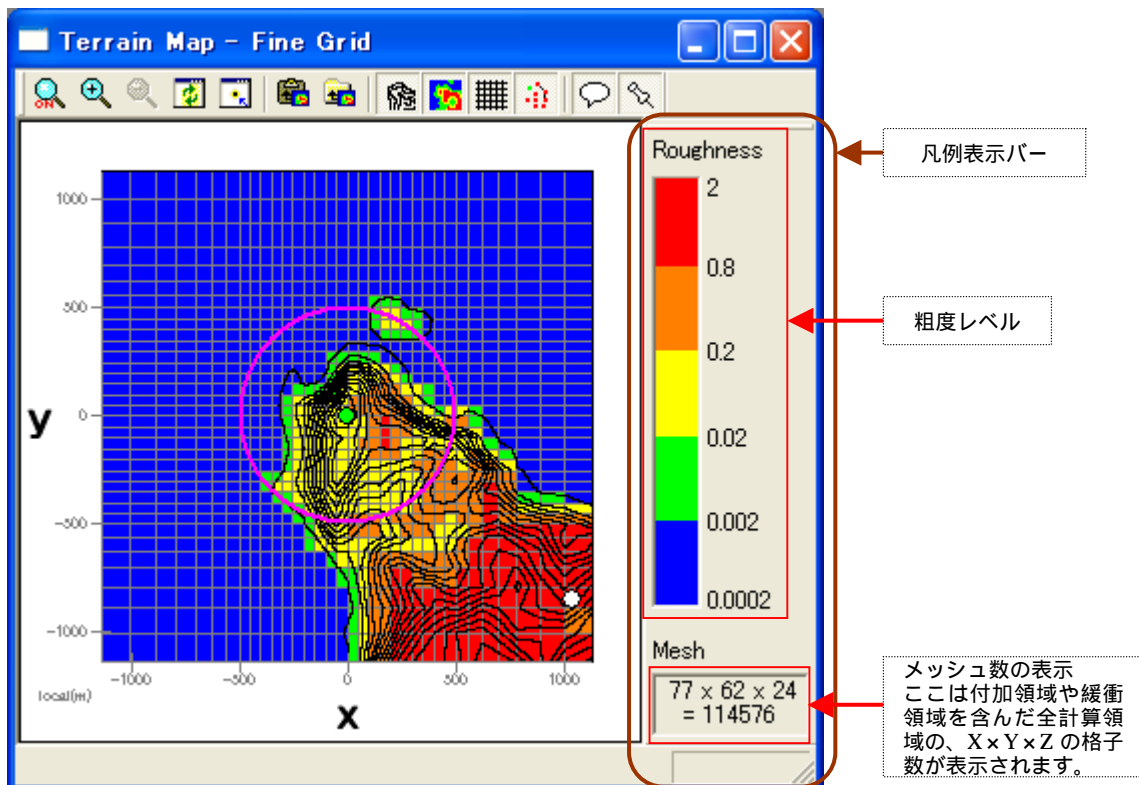 Terrain Map - Fine Grid
ON
Roughness
2
0.8
0.2
0.02
0.002
0.0002
Mesh
77 x 62 x 24
= 114576
1000
500
0
-500
-1000
y
-1000
-500
0
500
1000
local(m)
x
凡例表示バー
粗度レベル
メッシュ数の表示
ここは付加領域や緩衝
領域を含んだ全計算領
域の、X×Y×Z の格子
数が表示されます。